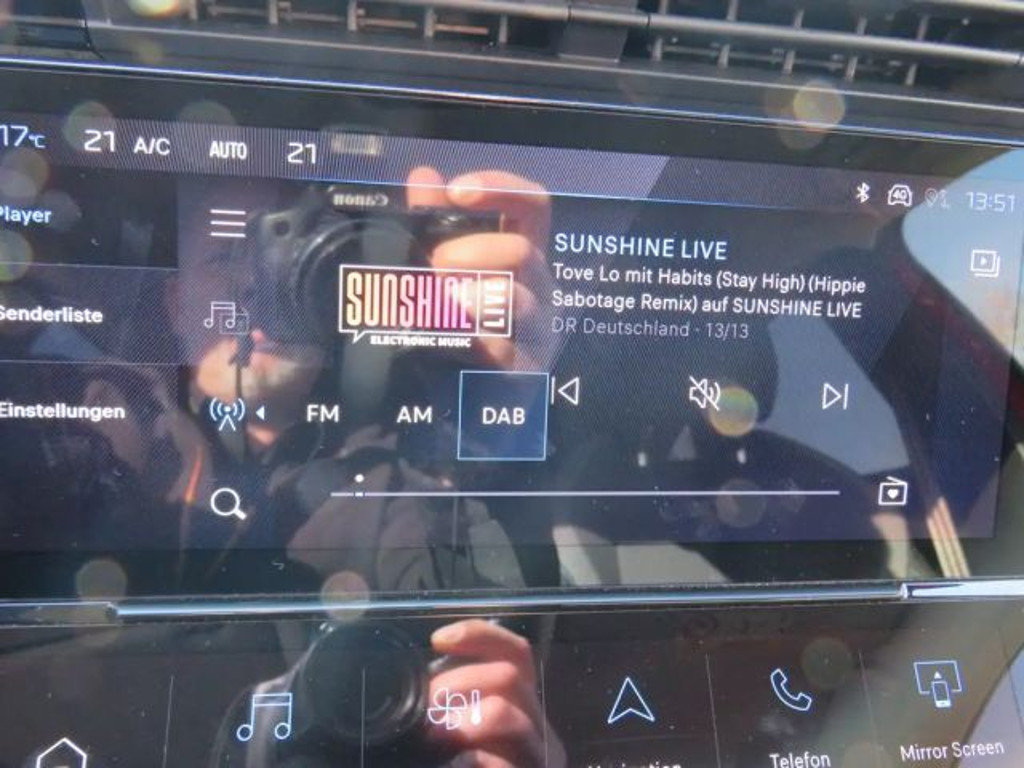 17°C 21 A/C AUTO 21
13:51
Player
Canon
SUNSHINE LIVE
Tove Lo mit Habits (Stay High) (Hippie
Sabotage Remix) auf SUNSHINE LIVE
DR Deutschland · 13/13
SUNSHINE LIVE
ELECTRONIC MUSIC
Senderliste
Einstellungen
FM AM DAB
4G
Navigation Telefon Mirror Screen